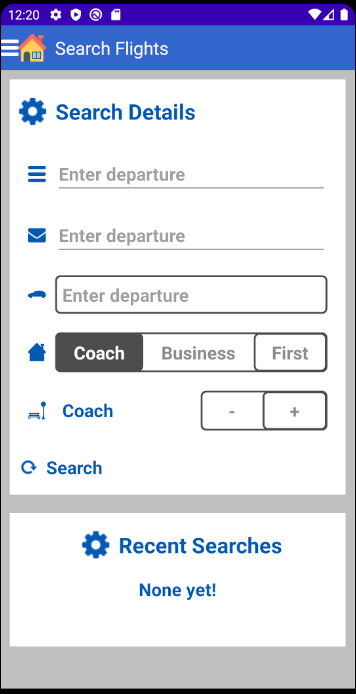 12:20
Search Flights
Search Details
Enter departure
Enter departure
Enter departure
Coach Business First
Coach - +
Search
Recent Searches
None yet!